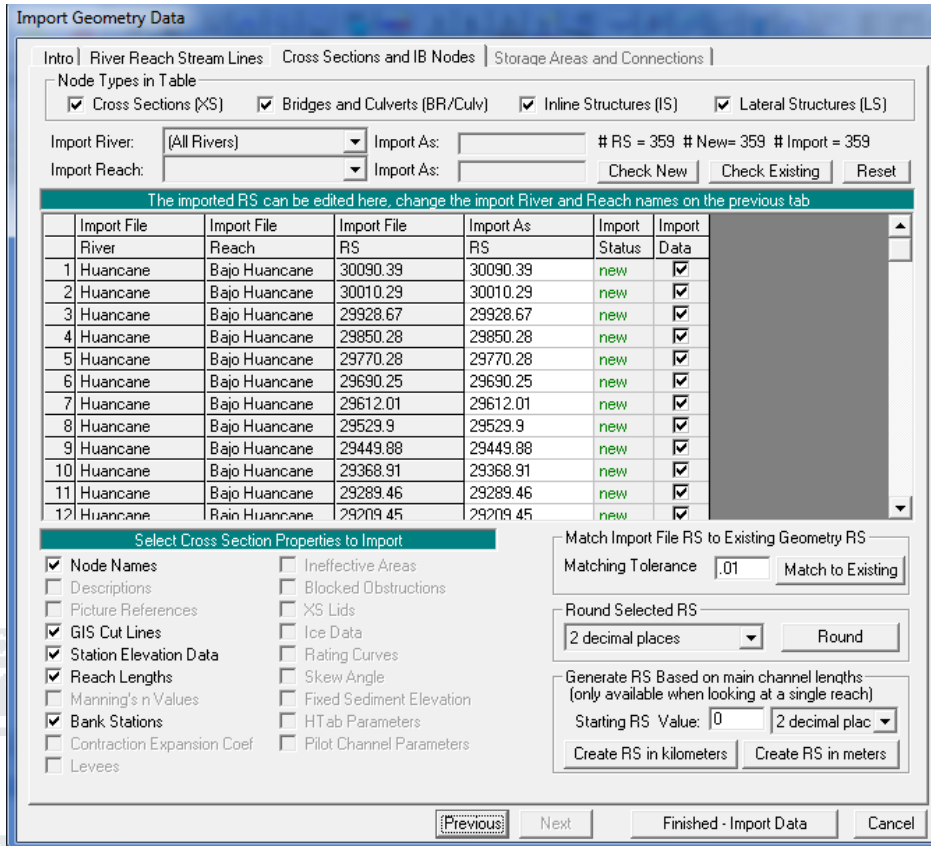 Import Geometry Data
Intro River Reach Stream Lines Cross Sections and IB Nodes Storage Areas and Connections
Node Types in Table
Cross Sections (XS) Bridges and Culverts (BR/Culv) Inline Structures (IS) Lateral Structures (LS)
Import River: (All Rivers) Import As: # RS = 359 # New= 359 # Import = 359
Import Reach: Import As: Check New Check Existing Reset
The imported RS can be edited here, change the import River and Reach names on the previous tab
Import File Import File Import File Import As Import Import
River Reach RS RS Status Data
1 Huancane Bajo Huancane 30090.39 30090.39 new
2 Huancane Bajo Huancane 30010.29 30010.29 new
3 Huancane Bajo Huancane 29928.67 29928.67 new
4 Huancane Bajo Huancane 29850.28 29850.28 new
5 Huancane Bajo Huancane 29770.28 29770.28 new
6 Huancane Bajo Huancane 29690.25 29690.25 new
7 Huancane Bajo Huancane 29612.01 29612.01 new
8 Huancane Bajo Huancane 29529.9 29529.9 new
9 Huancane Bajo Huancane 29449.88 29449.88 new
10 Huancane Bajo Huancane 29368.91 29368.91 new
11 Huancane Bajo Huancane 29289.46 29289.46 new
12 Huancane Bajo Huancane 29209.45 29209.45 new
Select Cross Section Properties to Import
Node Names Ineffective Areas
Descriptions Blocked Obstructions
Picture References XS Lids
GIS Cut Lines Ice Data
Station Elevation Data Rating Curves
Reach Lengths Skew Angle
Manning's n Values Fixed Sediment Elevation
Bank Stations HTab Parameters
Contraction Expansion Coef Pilot Channel Parameters
Levees
Match Import File RS to Existing Geometry RS
Matching Tolerance .01 Match to Existing
Round Selected RS
2 decimal places Round
Generate RS Based on main channel lengths
(only available when looking at a single reach)
Starting RS Value: 0 2 decimal plac
Create RS in kilometers Create RS in meters
Previous Next Finished - Import Data Cancel